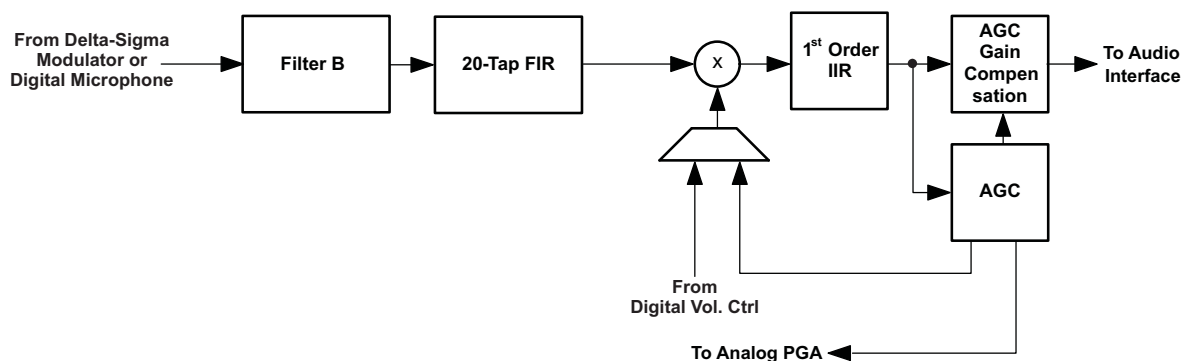 From Delta-Sigma
Modulator or
Digital Microphone
Filter B
20-Tap FIR
x
1st Order
IIR
AGC
Gain
Compen
sation
To Audio
Interface
AGC
From
Digital Vol. Ctrl
To Analog PGA